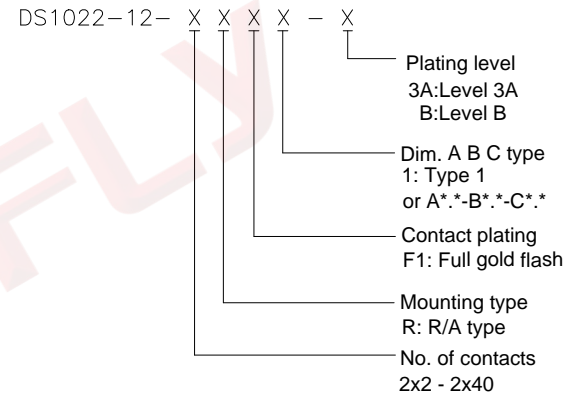 DS1022-12- X X X X - X
Plating level
3A:Level 3A
B:Level B
Dim. A B C type
1: Type 1
or A*.*-B*.*-C*.*
Contact plating
F1: Full gold flash
Mounting type
R: R/A type
No. of contacts
2x2 - 2x40